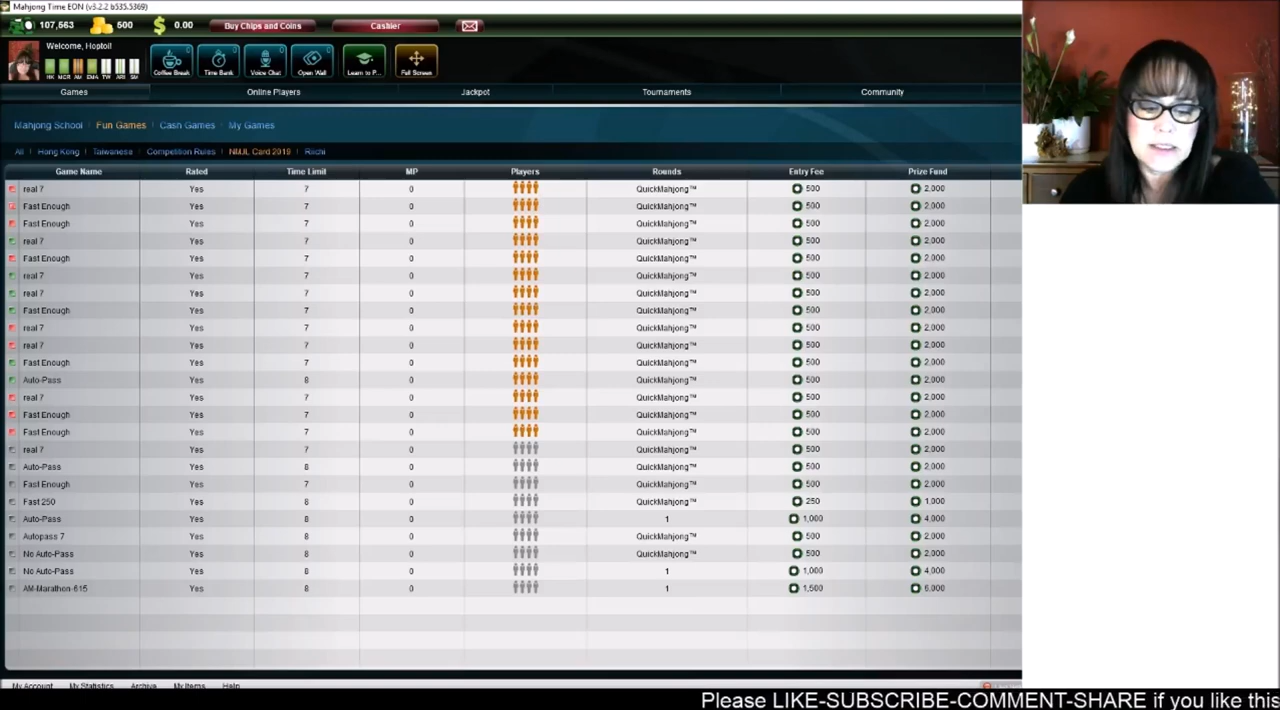 Mahjong Time EON (v3.2.2 b535.5369)
107,563 500 0.00 Buy Chips and Coins Cashier
Welcome, Hoptoil
HK MCR AM EMA TW ARI SM
Coffee Break Time Bank Voice Chat Open Wall Learn to P... Full Screen
Games Online Players Jackpot Tournaments Community
Mahjong School Fun Games Cash Games My Games
All Hong Kong Taiwanese Competition Rules NMJL Card 2019 Riichi
Game Name Rated Time Limit MP Players Rounds Entry Fee Prize Fund
real 7 Yes 7 0 QuickMahjong™ 500 2,000
Fast Enough Yes 7 0 QuickMahjong™ 500 2,000
Fast Enough Yes 7 0 QuickMahjong™ 500 2,000
real 7 Yes 7 0 QuickMahjong™ 500 2,000
Fast Enough Yes 7 0 QuickMahjong™ 500 2,000
real 7 Yes 7 0 QuickMahjong™ 500 2,000
real 7 Yes 7 0 QuickMahjong™ 500 2,000
Fast Enough Yes 7 0 QuickMahjong™ 500 2,000
real 7 Yes 7 0 QuickMahjong™ 500 2,000
real 7 Yes 7 0 QuickMahjong™ 500 2,000
Fast Enough Yes 7 0 QuickMahjong™ 500 2,000
Auto-Pass Yes 8 0 QuickMahjong™ 500 2,000
real 7 Yes 7 0 QuickMahjong™ 500 2,000
Fast Enough Yes 7 0 QuickMahjong™ 500 2,000
Fast Enough Yes 7 0 QuickMahjong™ 500 2,000
real 7 Yes 7 0 QuickMahjong™ 500 2,000
Auto-Pass Yes 8 0 QuickMahjong™ 500 2,000
Fast Enough Yes 7 0 QuickMahjong™ 500 2,000
Fast 250 Yes 8 0 QuickMahjong™ 250 1,000
Auto-Pass Yes 8 0 1 1,000 4,000
Autopass 7 Yes 8 0 QuickMahjong™ 500 2,000
No Auto-Pass Yes 8 0 QuickMahjong™ 500 2,000
No Auto-Pass Yes 8 0 1 1,000 4,000
AM-Marathon-615 Yes 8 0 1 1,500 6,000
My Account My Statistics Archive My Items Help
Please LIKE-SUBSCRIBE-COMMENT-SHARE if you like this